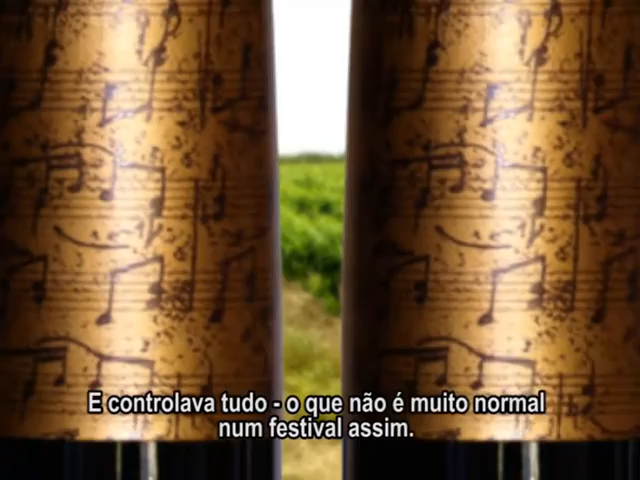 E controlava tudo - o que não é muito normal
num festival assim.